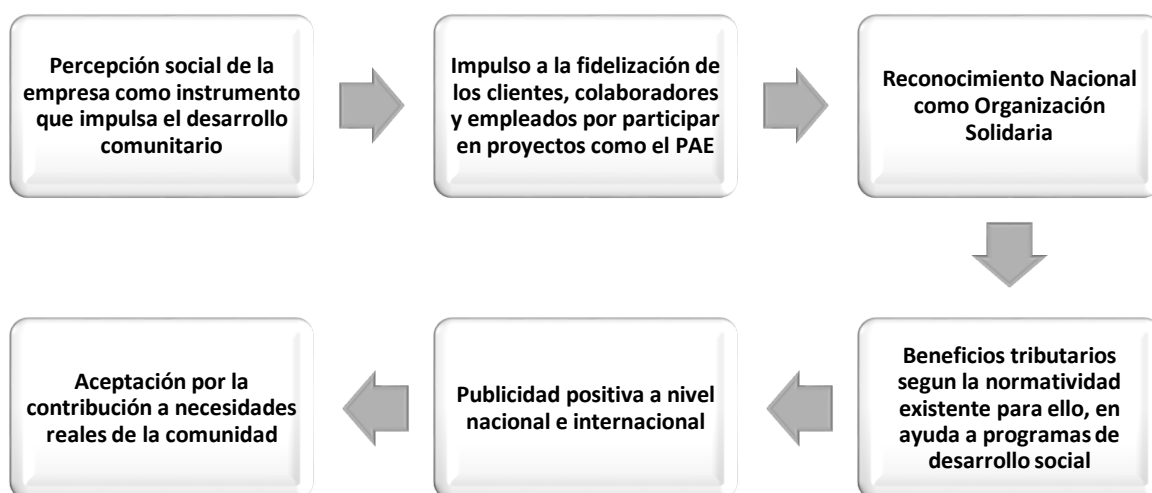 Percepción social de la
empresa como instrumento
que impulsa el desarrollo
comunitario
Impulso a la fidelización de
los clientes, colaboradores
y empleados por participar
en proyectos como el PAE
Reconocimiento Nacional
como Organización
Solidaria
Beneficios tributarios
segun la normatividad
existente para ello, en
ayuda a programas de
desarrollo social
Publicidad positiva a nivel
nacional e internacional
Aceptación por la
contribución a necesidades
reales de la comunidad